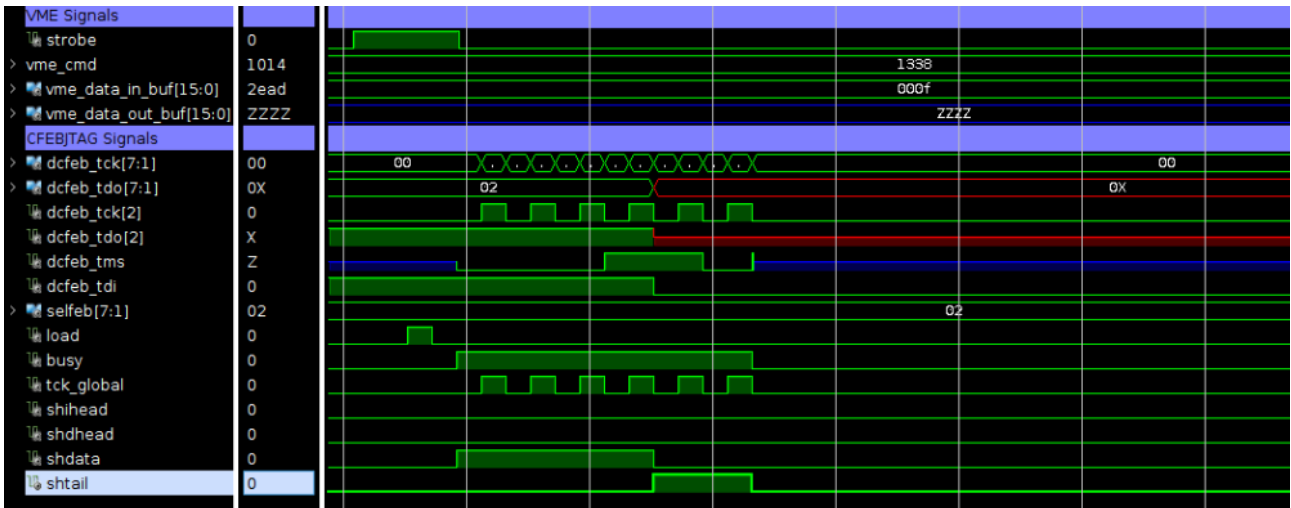 VME Signals
strobe 0
vme_cmd 1014 1338
vme_data_in_buf[15:0] 2ead 000f
vme_data_out_buf[15:0] ZZZZ ZZZZ
CFEBJTAG Signals
dcfeb_tck[7:1] 00 00 . . . . . . . . . . . 00
dcfeb_tdo[7:1] 0X 02 0X
dcfeb_tck[2] 0
dcfeb_tdo[2] X
dcfeb_tms Z
dcfeb_tdi 0
selfeb[7:1] 02 02
load 0
busy 0
tck_global 0
shihead 0
shdhead 0
shdata 0
shtail 0